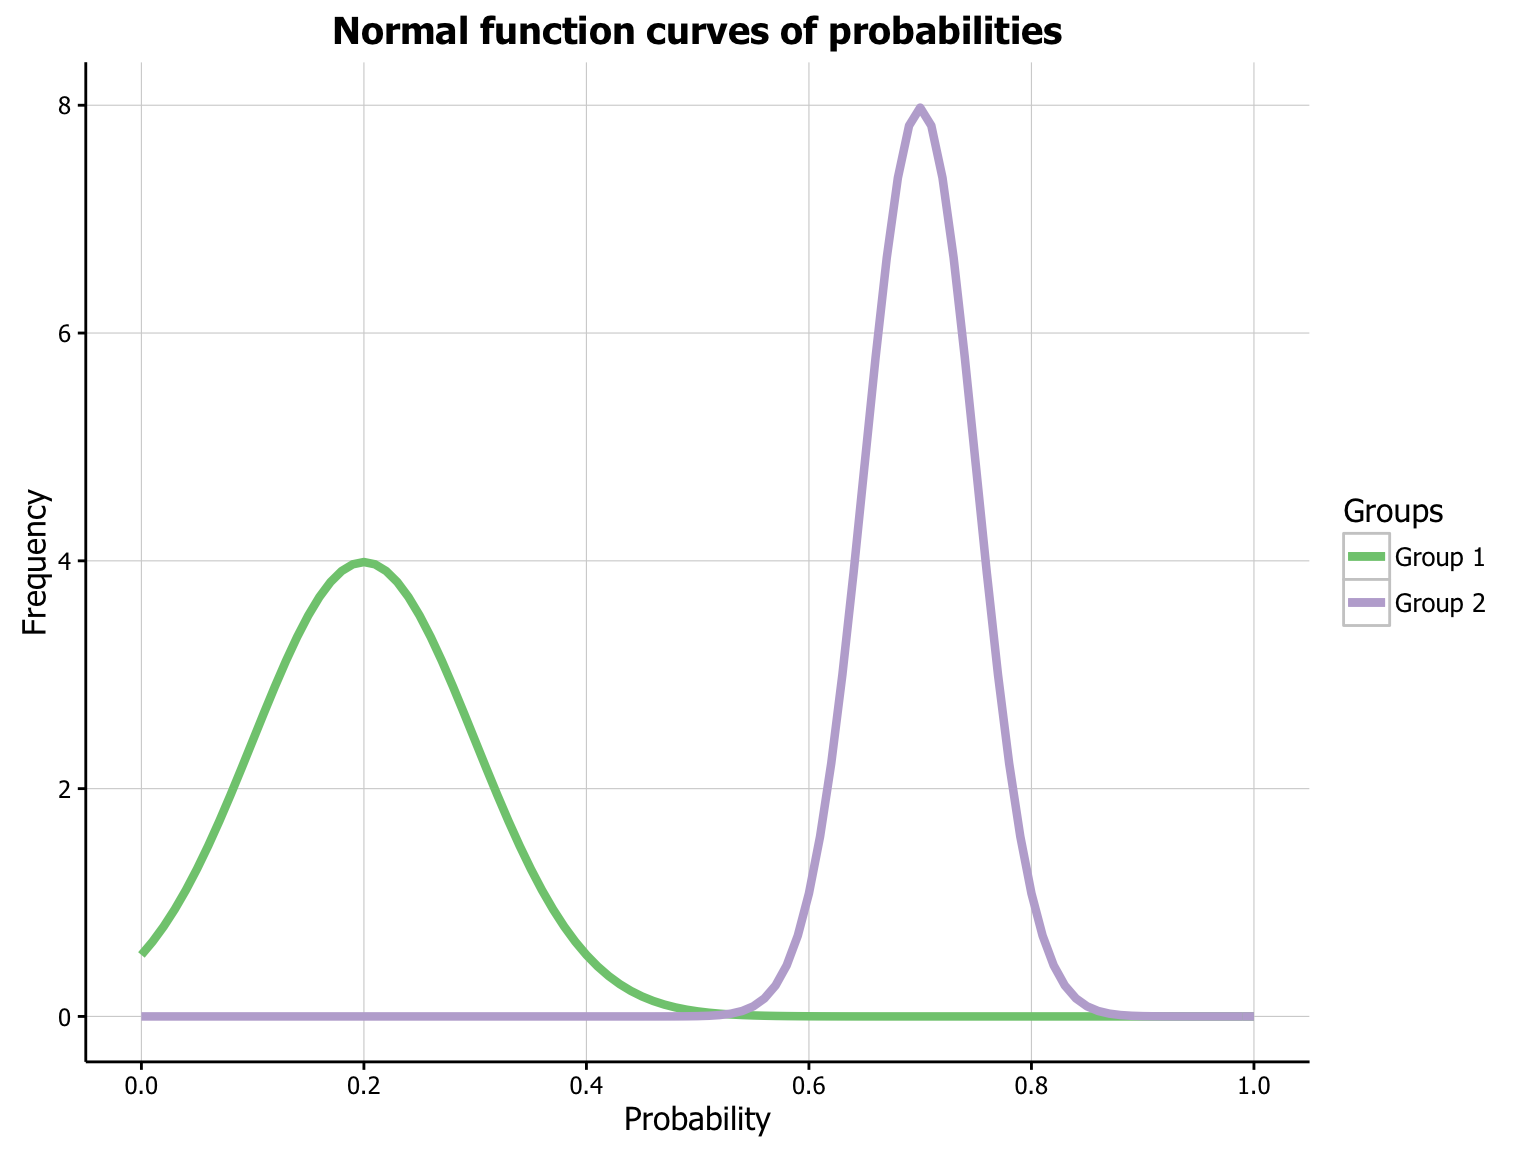 Normal function curves of probabilities
8
6
4
2
0
Frequency
0.0 0.2 0.4 0.6 0.8 1.0
Probability
Groups
Group 1
Group 2